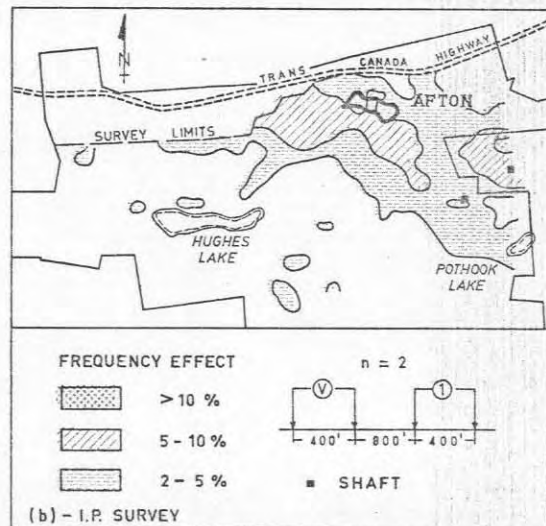 N
TRANS CANADA HIGHWAY
AFTON
SURVEY LIMITS
HUGHES
LAKE
POTHOOK
LAKE
FREQUENCY EFFECT
n = 2
> 10 %
V
1
5 - 10 %
400' 800' 400'
2 - 5 %
SHAFT
(b) - I.P. SURVEY